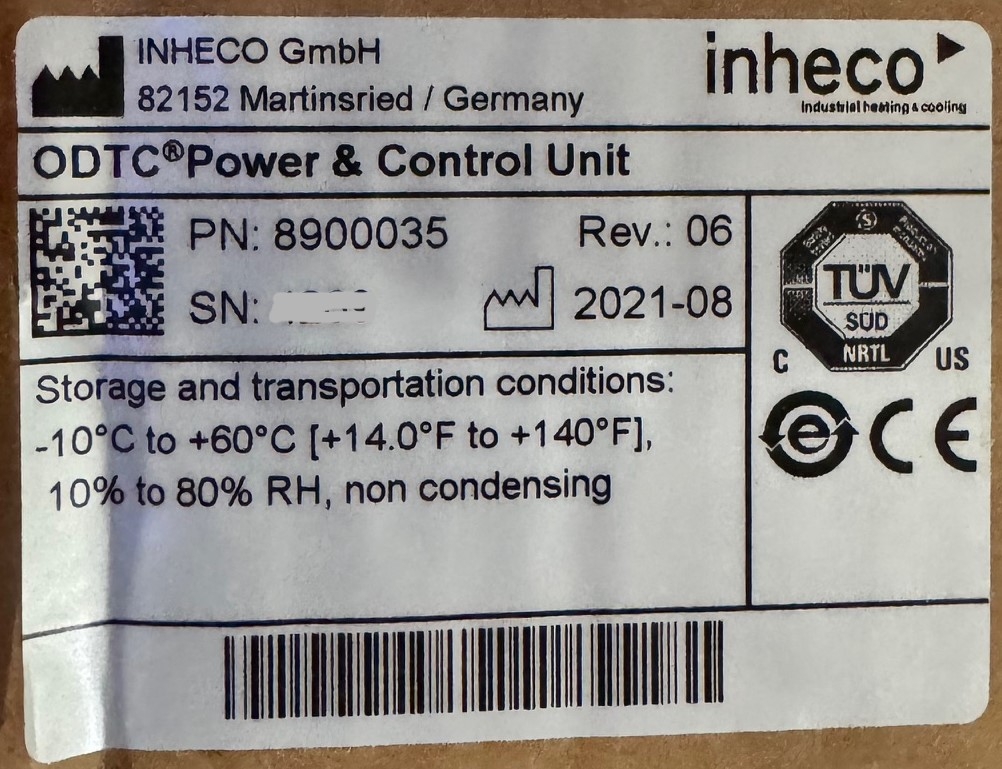 INHECO GmbH
82152 Martinsried / Germany
inheco
Industrial heating & cooling
ODTC® Power & Control Unit
PN: 8900035
Rev.: 06
SN:
2021-08
TÜV
SÜD
NRTL
C US
e
CE
Storage and transportation conditions:
-10°C to +60°C [+14.0°F to +140°F],
10% to 80% RH, non condensing